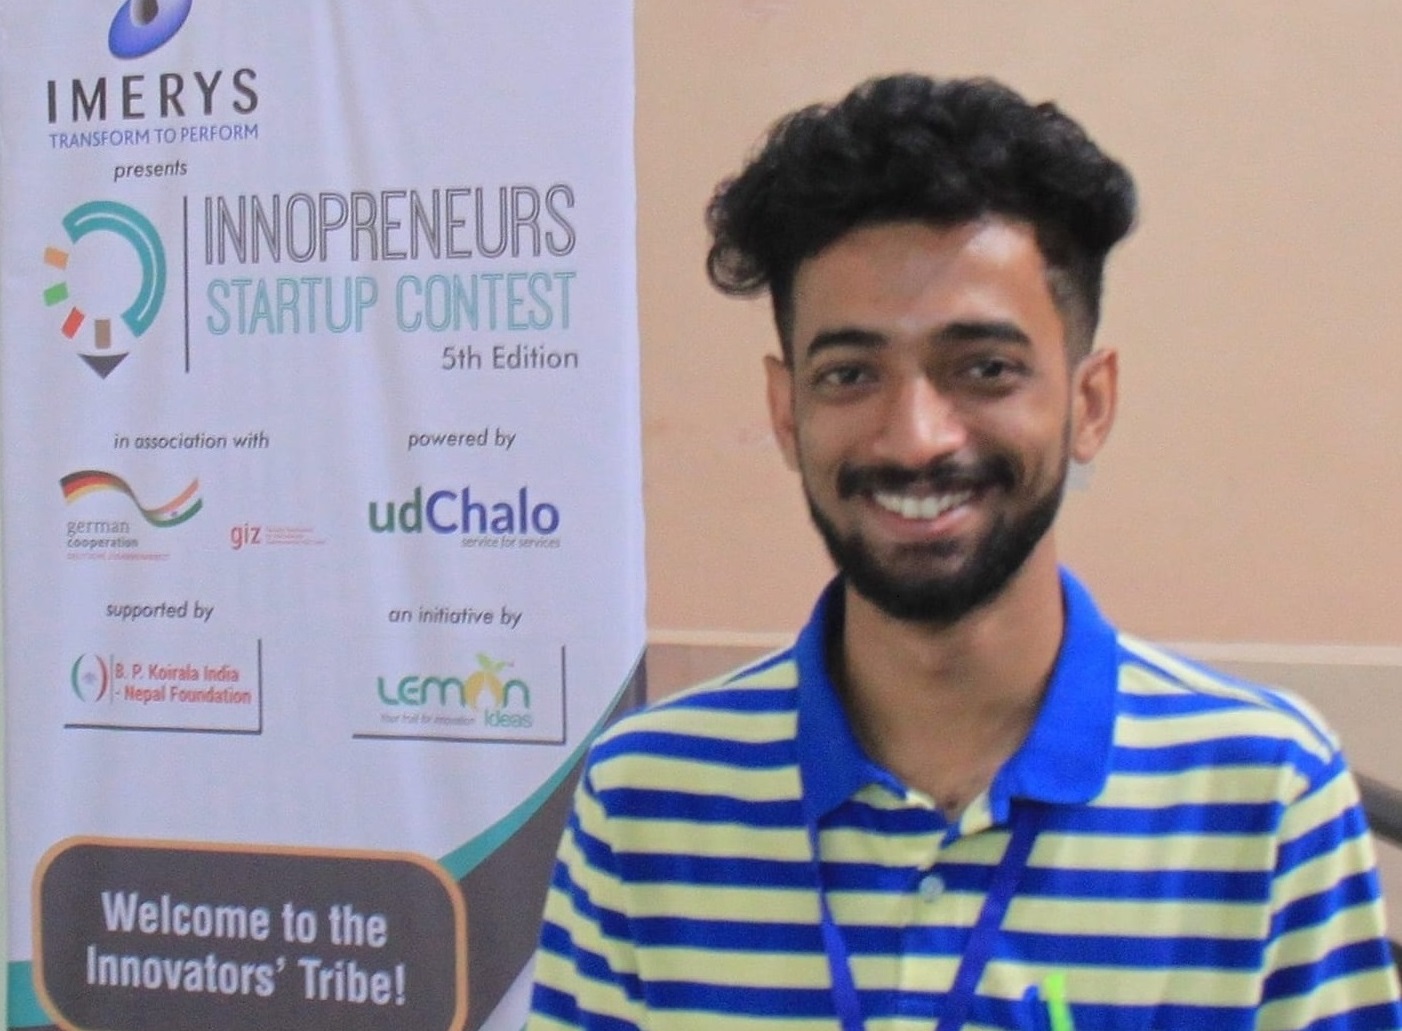 IMERYS
TRANSFORM TO PERFORM
presents
INNOPRENEURS
STARTUP CONTEST
5th Edition
in association with
powered by
german
cooperation
giz
udChalo
service for services
supported by
an initiative by
B. P. Koirala India
- Nepal Foundation
LEMON
Ideas
Welcome to the
Innovators' Tribe!